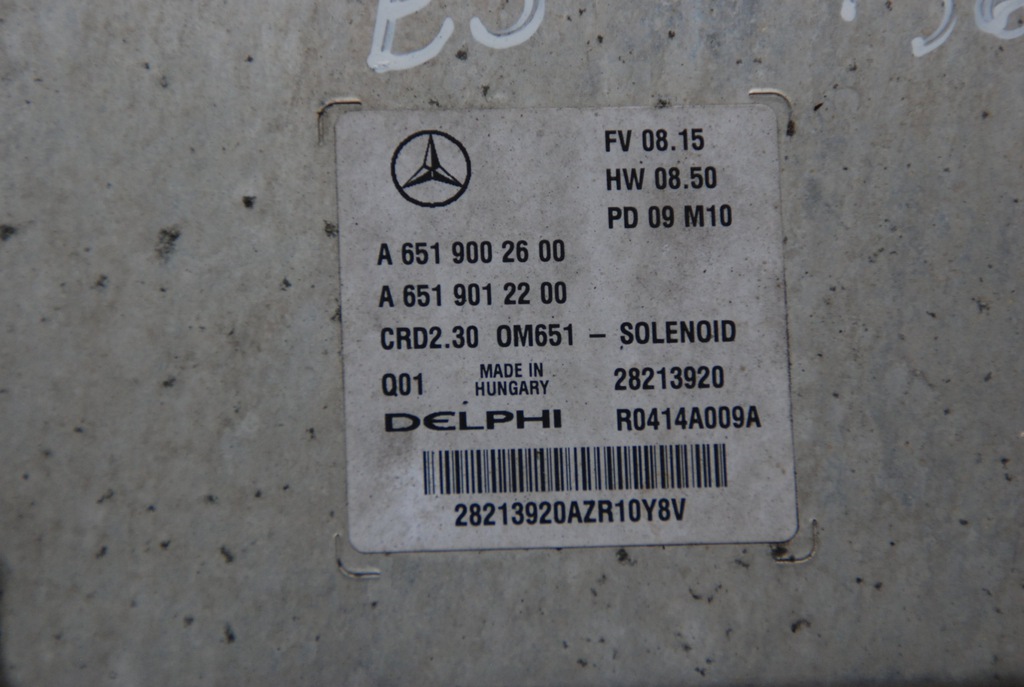 FV 08.15
HW 08.50
PD 09 M10
A 651 900 26 00
A 651 901 22 00
CRD2.30 OM651 – SOLENOID
Q01 MADE IN HUNGARY 28213920
DELPHI R0414A009A
28213920AZR10Y8V